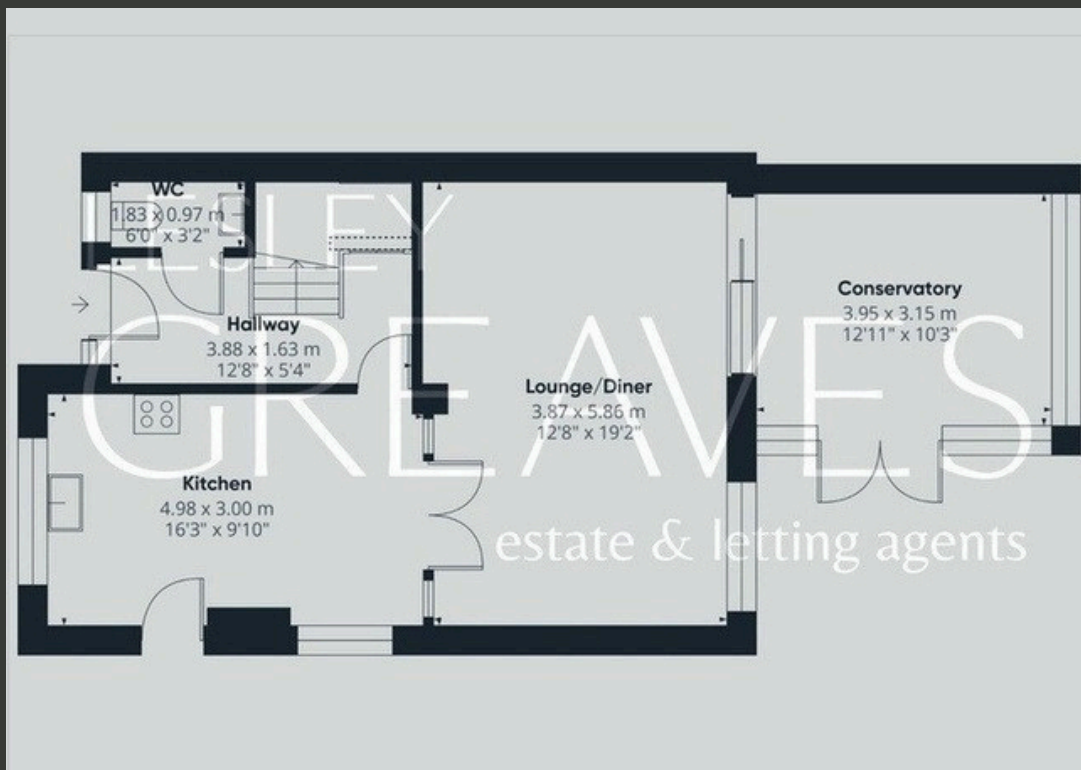 WC
1.83 x 0.97 m
6'0" x 3'2"
LESLEY
Hallway
3.88 x 1.63 m
12'8" x 5'4"
Conservatory
3.95 x 3.15 m
12'11" x 10'3"
GREAVES
Lounge/Diner
3.87 x 5.86 m
12'8" x 19'2"
Kitchen
4.98 x 3.00 m
16'3" x 9'10"
estate & letting agents